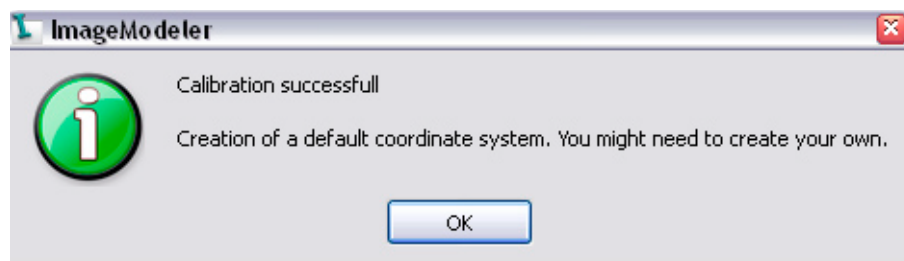 ImageModeler
Calibration successfull
Creation of a default coordinate system. You might need to create your own.
OK